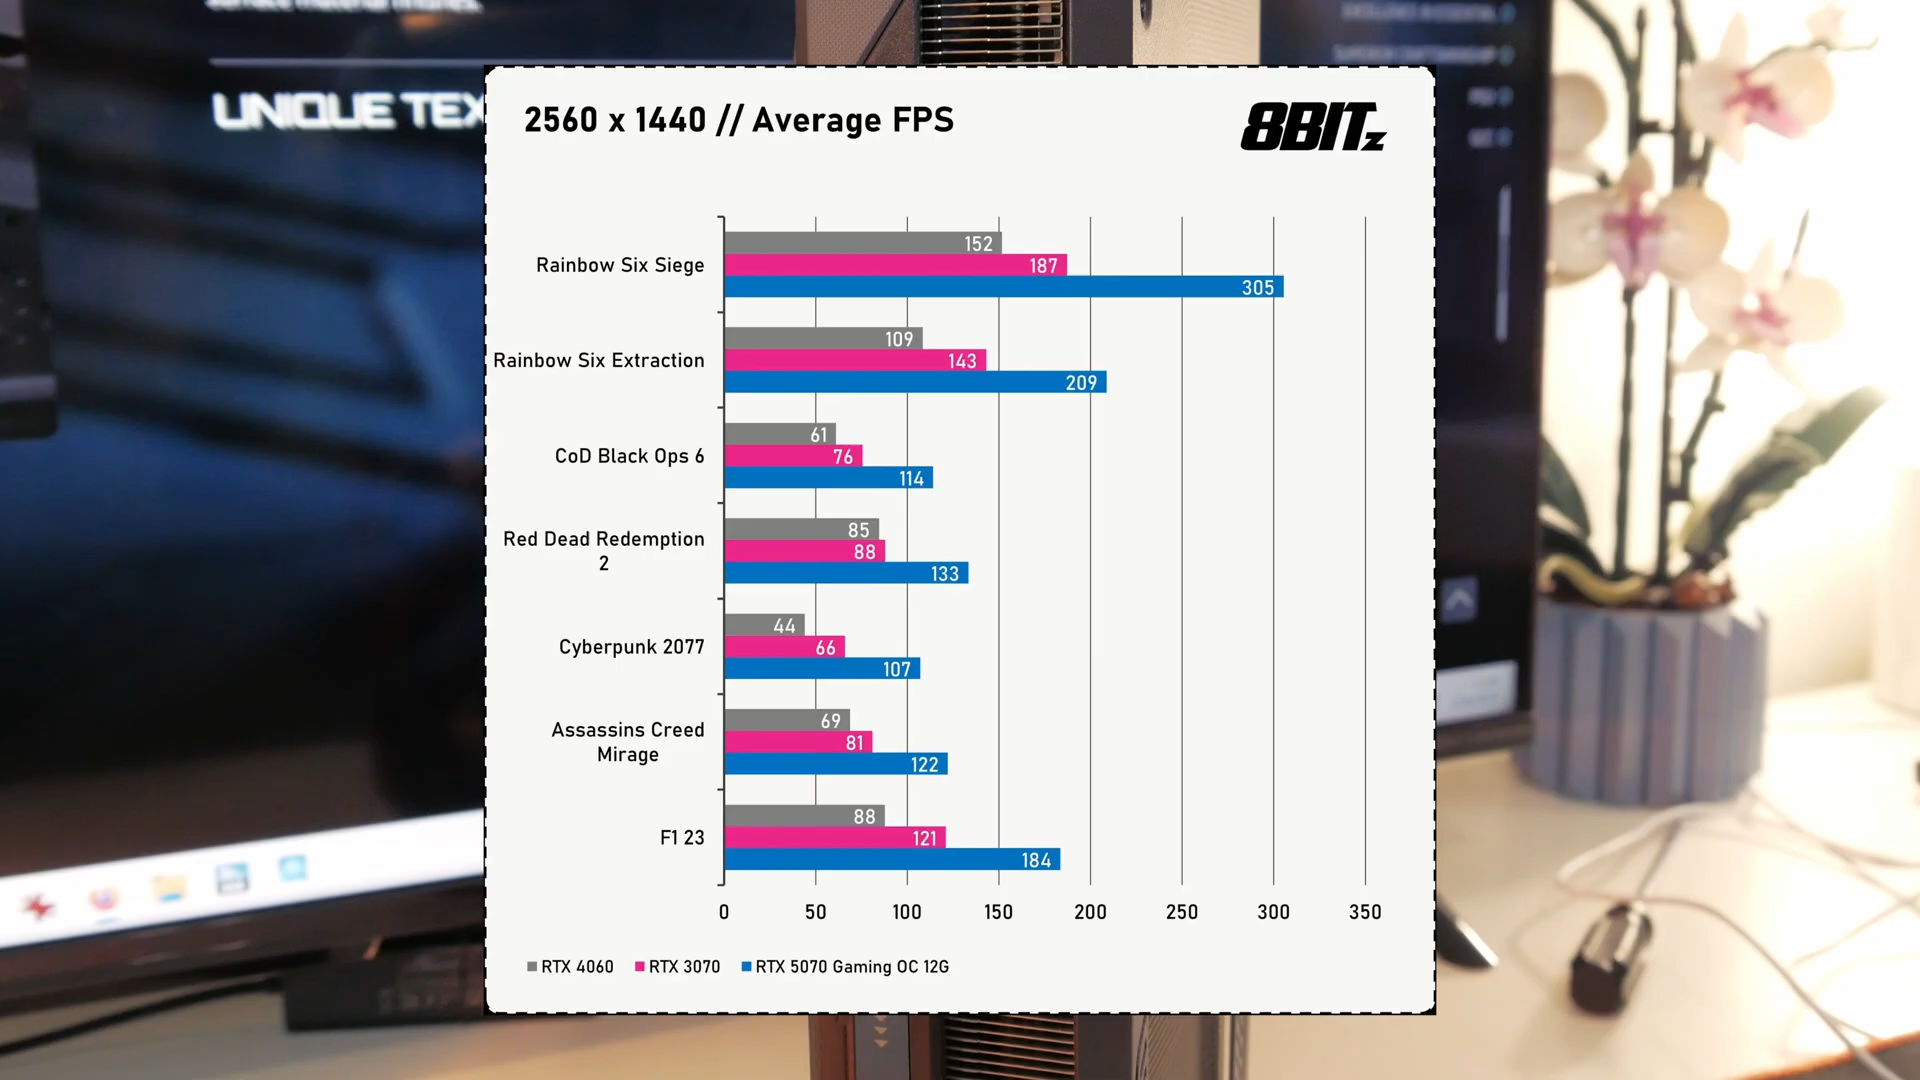 UNIQUE TEX
2560 x 1440 // Average FPS
8BITz
Rainbow Six Siege
152
187
305
Rainbow Six Extraction
109
143
209
CoD Black Ops 6
61
76
114
Red Dead Redemption
2
85
88
133
Cyberpunk 2077
44
66
107
Assassins Creed
Mirage
69
81
122
F1 23
88
121
184
0 50 100 150 200 250 300 350
RTX 4060 RTX 3070 RTX 5070 Gaming OC 12G